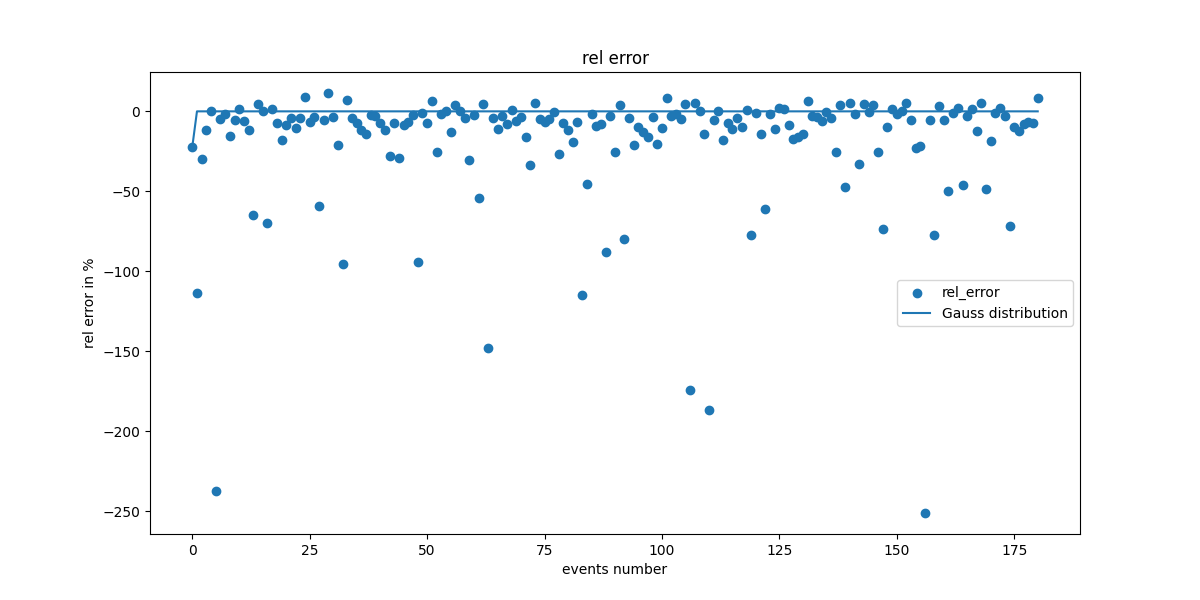 rel error
rel error in %
0
−50
−100
−150
−200
−250
rel_error
Gauss distribution
0 25 50 75 100 125 150 175
events number